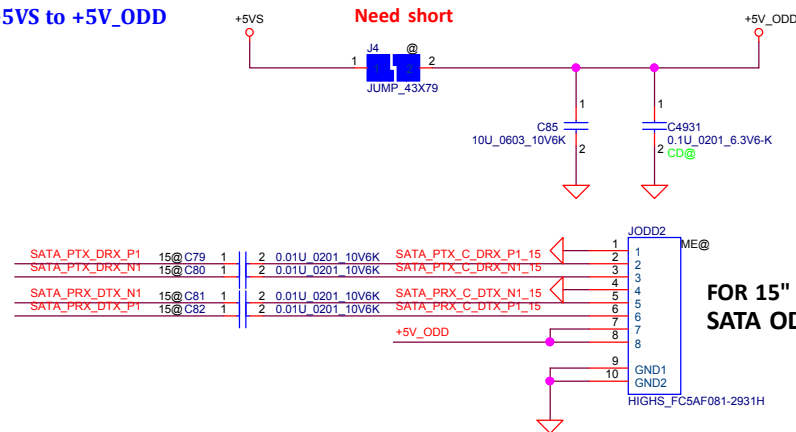 5VS to +5V_ODD
+5VS
Need short
+5V_ODD
J4 @
1 1 2 2
JUMP_43X79
1 1
C85 C4931
10U_0603_10V6K 0.1U_0201_6.3V6-K
2 2 CD@
JODD2
ME@
SATA_PTX_DRX_P1 15@ C79 1 2 0.01U_0201_10V6K SATA_PTX_C_DRX_P1_15
SATA_PTX_DRX_N1 15@ C80 1 2 0.01U_0201_10V6K SATA_PTX_C_DRX_N1_15
SATA_PRX_DTX_N1 15@ C81 1 2 0.01U_0201_10V6K SATA_PRX_C_DTX_N1_15
SATA_PRX_DTX_P1 15@ C82 1 2 0.01U_0201_10V6K SATA_PRX_C_DTX_P1_15
+5V_ODD
1 1
2 2
3 3
4 4
5 5
6 6
7 7
8 8
9 GND1
10 GND2
HIGHS_FC5AF081-2931H
FOR 15"
SATA OD